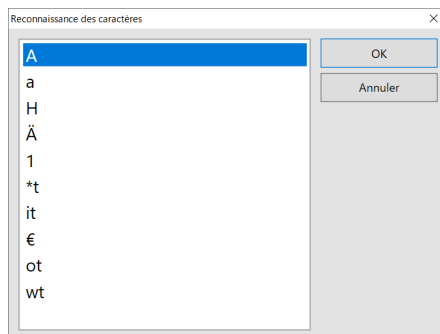 Reconnaissance des caractères
A
a
H
Ä
1
*t
it
€
ot
wt
OK
Annuler